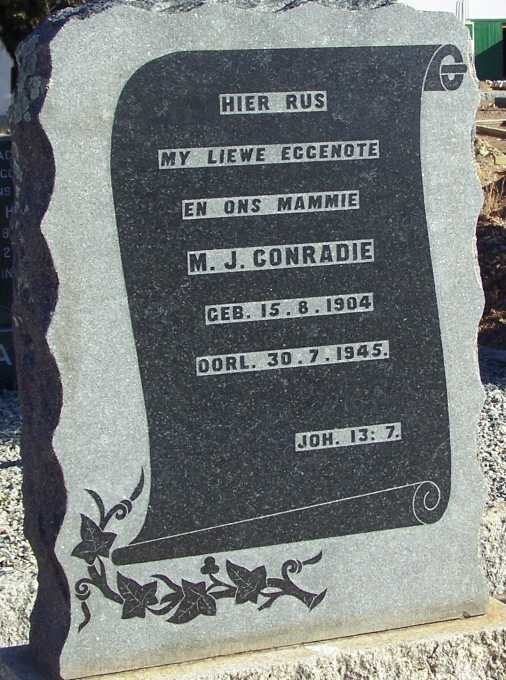 HIER RUS
MY LIEWE EGGENOTE
EN ONS MAMMIE
M. J. CONRADIE
GEB. 15. 8. 1904
OORL. 30. 7. 1945.
JOH. 13: 7.